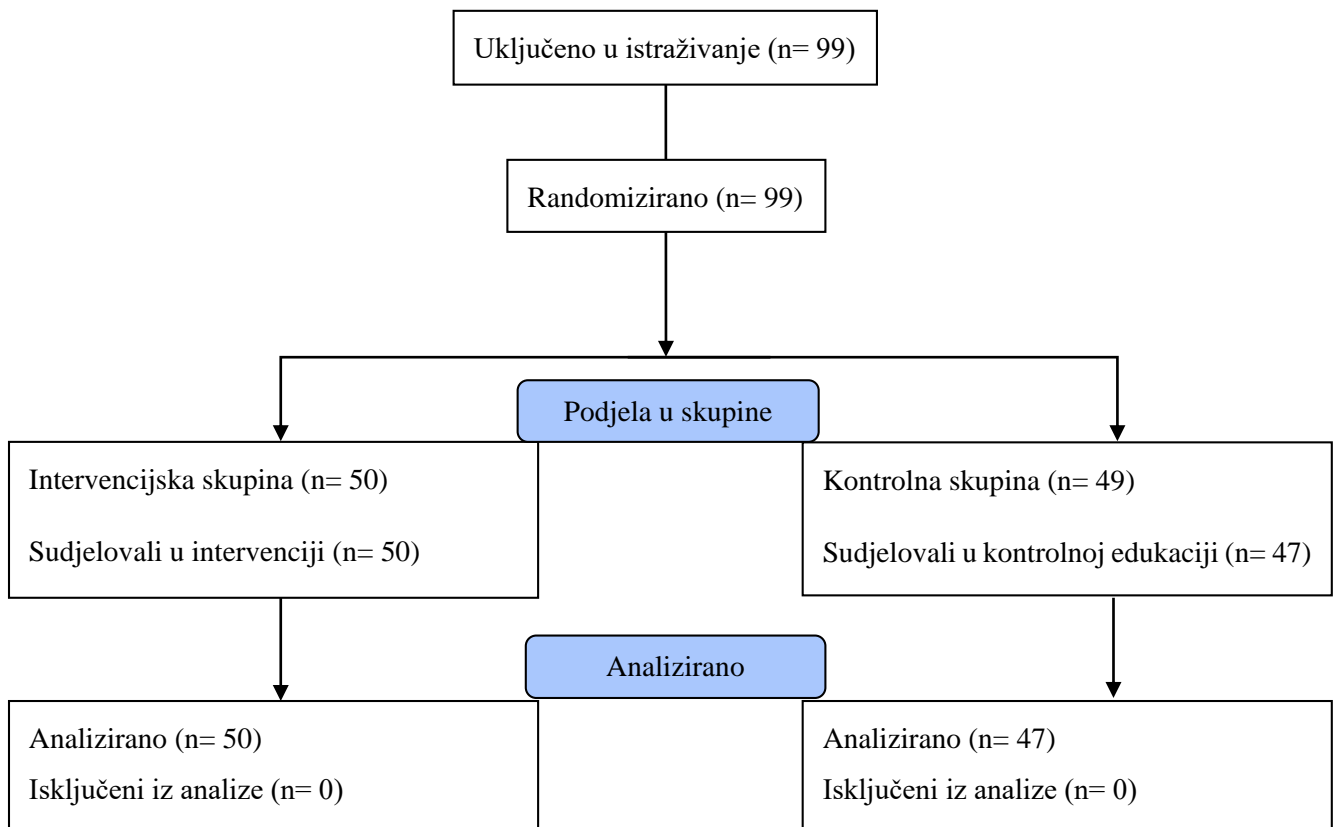 Uključeno u istraživanje (n= 99)
Randomizirano (n= 99)
Podjela u skupine
Intervencijska skupina (n= 50)
Sudjelovali u intervenciji (n= 50)
Kontrolna skupina (n= 49)
Sudjelovali u kontrolnoj edukaciji (n= 47)
Analizirano
Analizirano (n= 50)
Isključeni iz analize (n= 0)
Analizirano (n= 47)
Isključeni iz analize (n= 0)